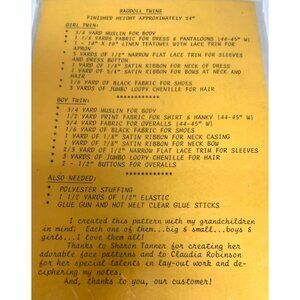 RAGDOLL TWINS
FINISHED HEIGHT APPROXIMATELY 14"
GIRL TWIN:
* 3/4 YARD MUSLIN FOR BODY
* 1 1/4 YARDS FABRIC FOR DRESS & PANTALOONS (44-45" W)
* 1 - 14" X 10" LINEN TEATOWEL WITH LACE TRIM FOR APRON
* 5 YARDS OF 1/2" NARROW FLAT LACE TRIM FOR SLEEVES AND DRESS BOTTOM
* 1 YARD OF 1/8" SATIN RIBBON FOR NECK OF DRESS
* 1 YARD OF 1/4" SATIN RIBBON FOR BOWS AT NECK AND HAIR
* 1/6 YARD OF BLACK FABRIC FOR SHOES
* 3 YARDS OF JUMBO LOOPY CHENILLE FOR HAIR
BOY TWIN:
* 3/4 YARD MUSLIN FOR BODY
* 1/2 YARD PRINT FABRIC FOR SHIRT & HANKY (44-45" W)
* 3/4 YARD FABRIC FOR OVERALLS (44-45" W)
* 1/6 YARD OF BLACK FABRIC FOR SHOES
* 1 YARD OF 1/8" SATIN RIBBON FOR NECK CASING
* 1 YARD OF 7/8" SATIN RIBBON FOR NECK BOW
* 2/3 YARD OF 1/2" NARROW FLAT LACE TRIM FOR SLEEVES
* 3 YARDS OF JUMBO LOOPY CHENILLE FOR HAIR
* 2 - 1/2" BUTTONS FOR OVERALLS
ALSO NEEDED:
* POLYESTER STUFFING
* 1 1/2 YARDS OF 1/2" ELASTIC
GLUE GUN AND HOT MELT CLEAR GLUE STICKS
I created this pattern with my grandchildren
in mind. Each one of them...big & small...boys &
girls...I love them all!
Thanks to Sharon Tanner for creating her
adorable face patterns and to Claudia Robinson
for her special talents in lay-out work and de-
ciphering my notes.
And, thanks to you, our customer!